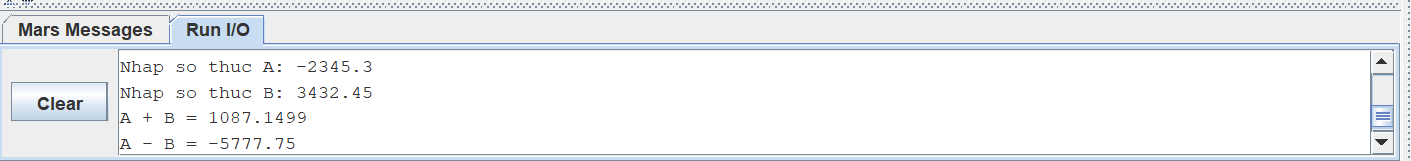 Mars Messages Run I/O
Nhap so thuc A: -2345.3
Nhap so thuc B: 3432.45
Clear
A + B = 1087.1499
A - B = -5777.75